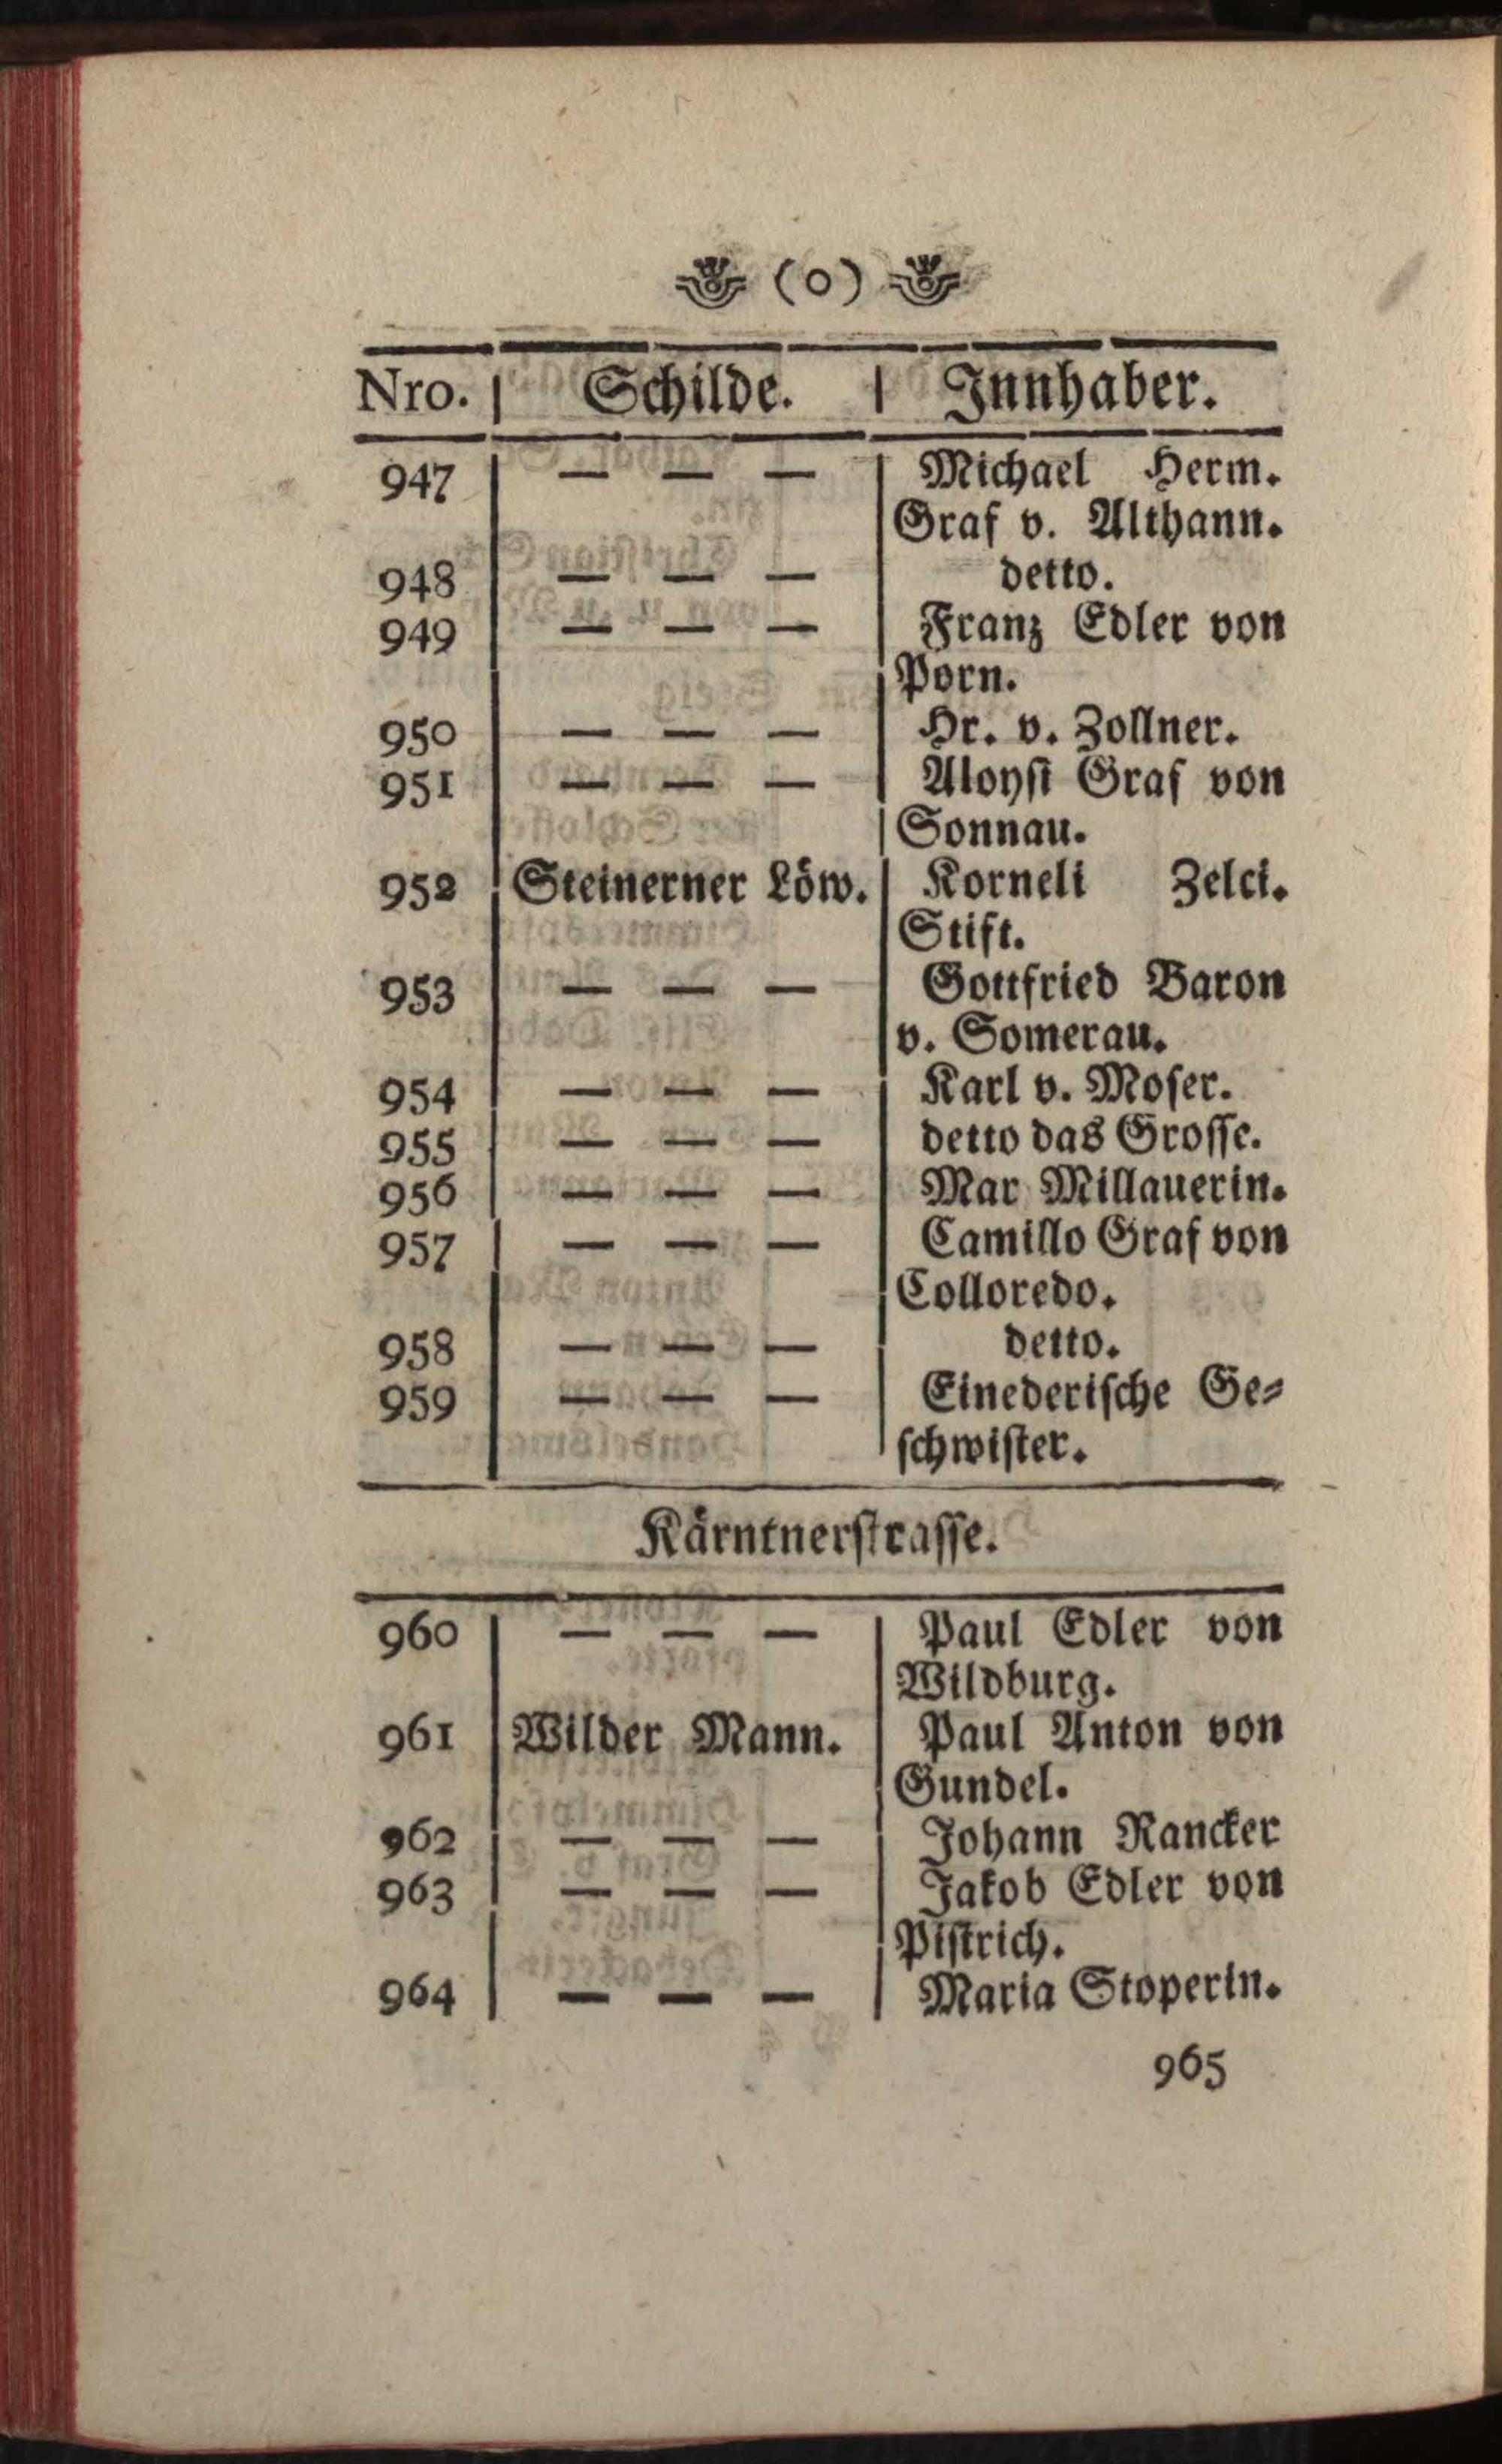 (o)
Nro. | Schilde. | Innhaber.
947 | — — — | Michael Herm.
Graf v. Althann.
948 | — — — | detto.
949 | — — — | Franz Edler von
Porn.
950 | — — — | Hr. v. Zollner.
951 | — — — | Aloysi Graf von
Sonnau.
952 | Steinerner Löw. | Korneli Zelci.
Stift.
953 | — — — | Gottfried Baron
v. Somerau.
954 | — — — | Karl v. Moser.
955 | — — — | detto das Grosse.
956 | — — — | Mar Millauerin.
957 | — — — | Camillo Graf von
Colloredo.
958 | — — — | detto.
959 | — — — | Einederische Ge-
schwister.
Kärntnerstrasse.
960 | — — — | Paul Edler von
Wildburg.
961 | Wilder Mann. | Paul Anton von
Gundel.
962 | — — — | Johann Rancker
963 | — — — | Jakob Edler von
Pistrich.
964 | — — — | Maria Stoperin.
965